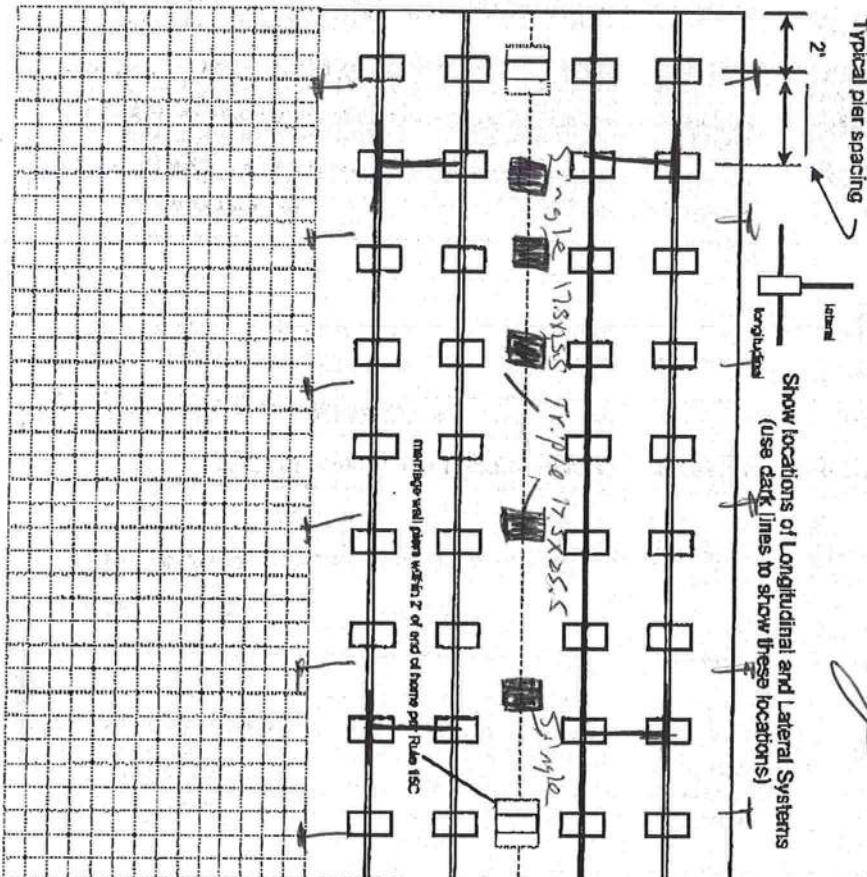 Typical pier spacing
2'
lateral
longitudinal
Show locations of Longitudinal and Lateral Systems
(use dark lines to show these locations)
Single 17.5x25.5 Triple 17.5x25.5
Single
marriage wall piers within 2' of end of home per Rule 15C